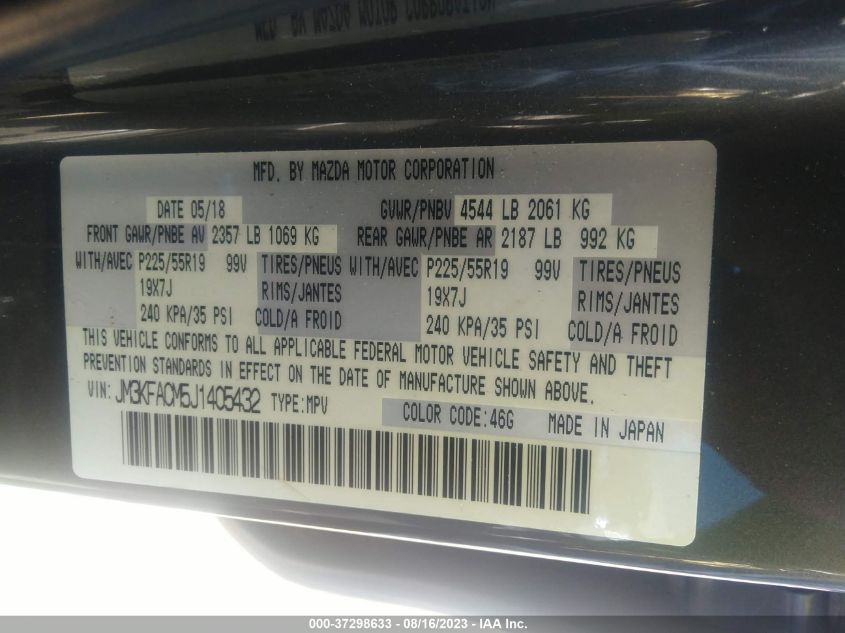 MFD. BY MAZDA MOTOR CORPORATION
DATE 05/18 GVWR/PNBV 4544 LB 2061 KG
FRONT GAWR/PNBE AV 2357 LB 1069 KG REAR GAWR/PNBE AR 2187 LB 992 KG
WITH/AVEC P225/55R19 99V TIRES/PNEUS WITH/AVEC P225/55R19 99V TIRES/PNEUS
19X7J RIMS/JANTES 19X7J RIMS/JANTES
240 KPA/35 PSI COLD/A FROID 240 KPA/35 PSI COLD/A FROID
THIS VEHICLE CONFORMS TO ALL APPLICABLE FEDERAL MOTOR VEHICLE SAFETY AND THEFT
PREVENTION STANDARDS IN EFFECT ON THE DATE OF MANUFACTURE SHOWN ABOVE.
VIN: JM3KFACM5J1405432 TYPE:MPV COLOR CODE:46G MADE IN JAPAN
000-37298633 - 08/16/2023 - IAA Inc.